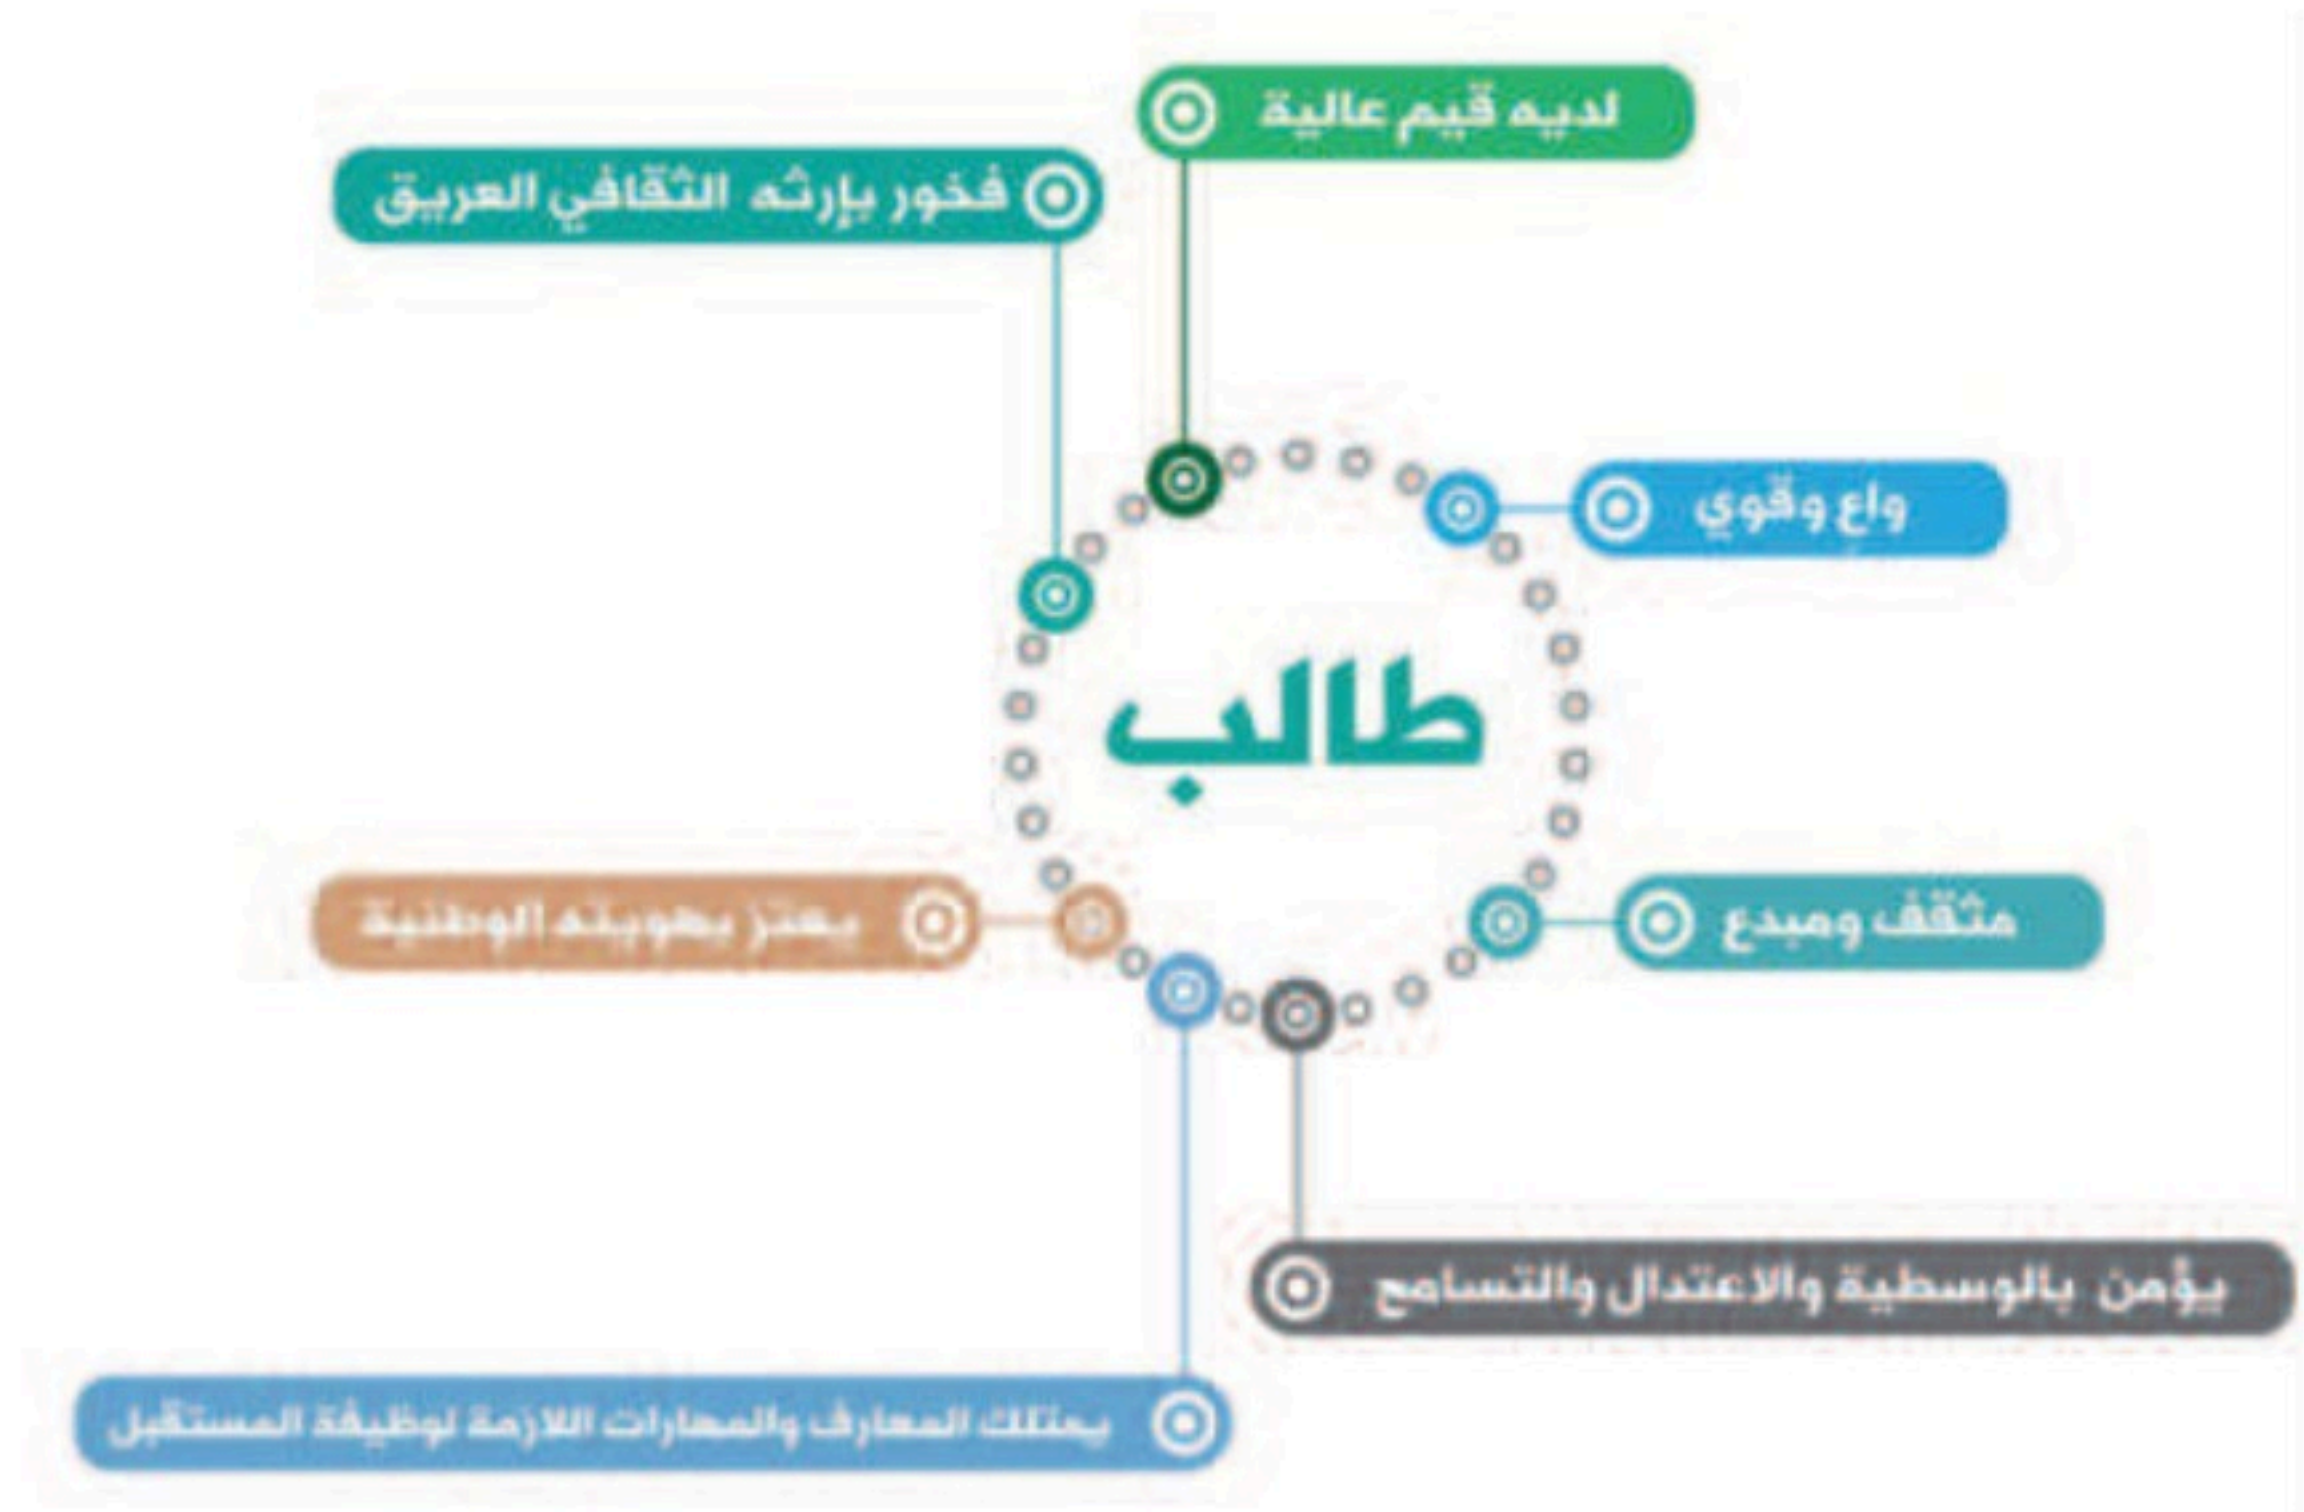 لديه قيم عالية
فخور بإرثه الثقافي العريق
واع وقوي
طالب
يعتز بهويته الوطنية
مثقف ومبدع
يؤمن بالوسطية والاعتدال والتسامح
يمتلك المعارف والمهارات اللازمة لوظيفة المستقبل